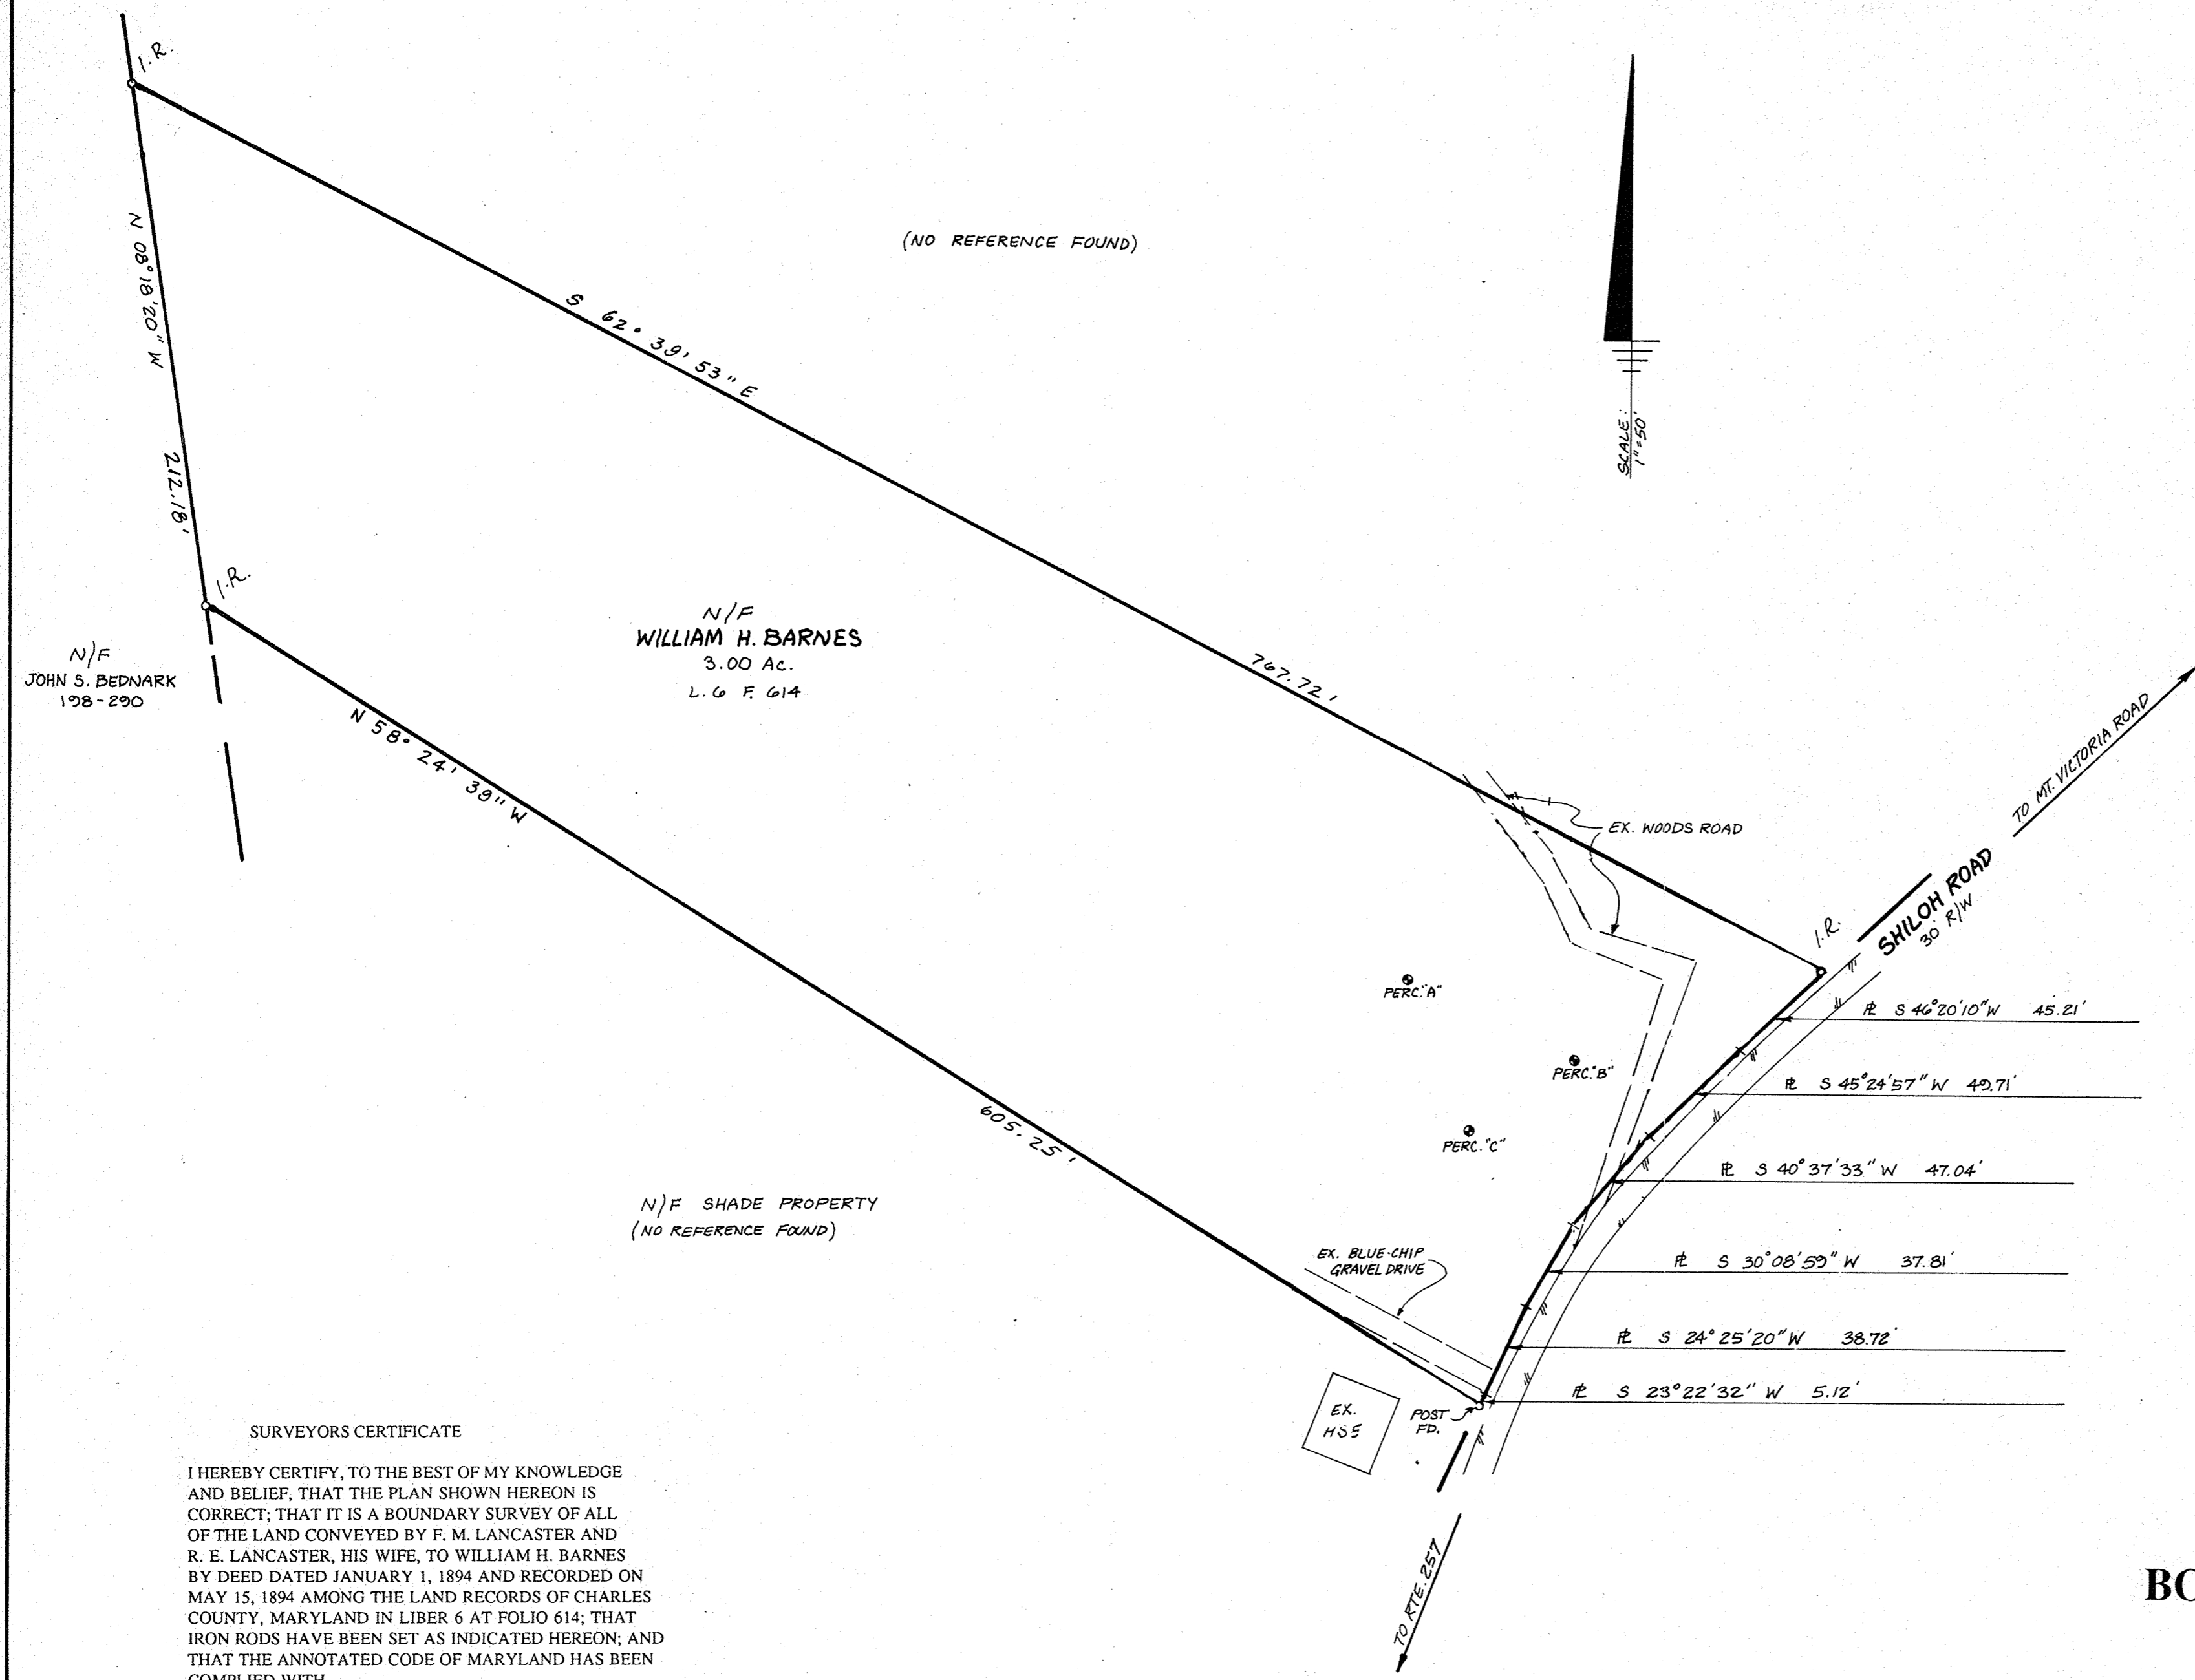 I.R.
N 08°18'20" W
212.18'
I.R.
(NO REFERENCE FOUND)
S 62° 39' 53" E
767.72'
SCALE:
1"=50'
N/F
WILLIAM H. BARNES
3.00 AC.
L. 6 F. 614
N/F
JOHN S. BEDNARK
198-290
N 58° 24' 39" W
605.25'
TO MT. VICTORIA ROAD
EX. WOODS ROAD
SHILOH ROAD
30' R/W
I.R.
PERC. "A"
PERC. "B"
PERC. "C"
PL S 46°20'10" W 45.21'
PL S 45°24'57" W 49.71'
PL S 40°37'33" W 47.04'
PL S 30°08'59" W 37.81'
PL S 24°25'20" W 38.72'
PL S 23°22'32" W 5.12'
N/F SHADE PROPERTY
(NO REFERENCE FOUND)
EX. BLUE-CHIP
GRAVEL DRIVE
EX.
HSE
POST
FD.
TO RTE. 257
SURVEYORS CERTIFICATE
I HEREBY CERTIFY, TO THE BEST OF MY KNOWLEDGE
AND BELIEF, THAT THE PLAN SHOWN HEREON IS
CORRECT; THAT IT IS A BOUNDARY SURVEY OF ALL
OF THE LAND CONVEYED BY F. M. LANCASTER AND
R. E. LANCASTER, HIS WIFE, TO WILLIAM H. BARNES
BY DEED DATED JANUARY 1, 1894 AND RECORDED ON
MAY 15, 1894 AMONG THE LAND RECORDS OF CHARLES
COUNTY, MARYLAND IN LIBER 6 AT FOLIO 614; THAT
IRON RODS HAVE BEEN SET AS INDICATED HEREON; AND
THAT THE ANNOTATED CODE OF MARYLAND HAS BEEN
COMPLIED WITH
BO